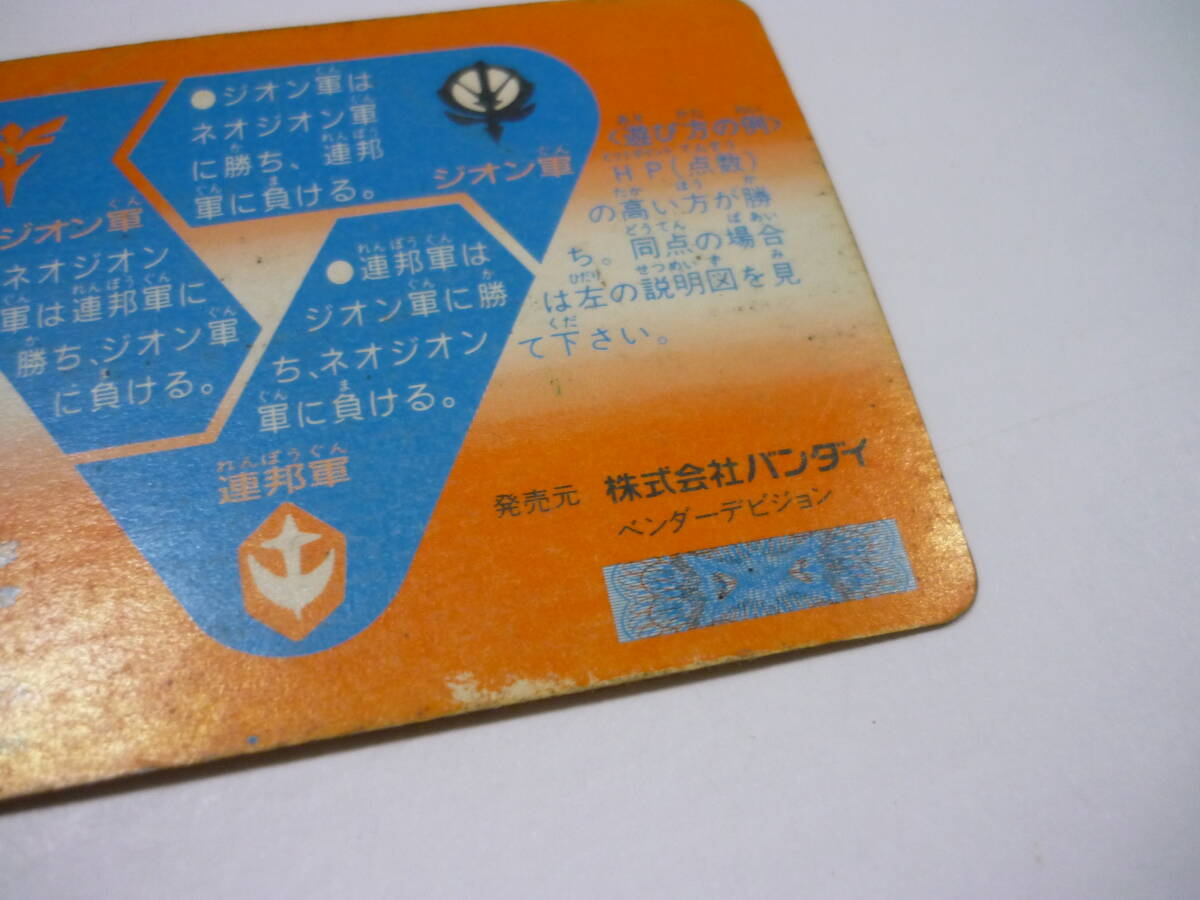 ●ジオン軍は
ネオジオン軍
に勝ち、連邦
軍に負ける。
ジオン軍
ジオン軍
ネオジオン
軍は連邦軍に
勝ち、ジオン軍
に負ける。
●連邦軍は
ジオン軍に勝
ち、ネオジオン
軍に負ける。
連邦軍
〈遊び方の例〉
HP(点数)
の高い方が勝
ち。同点の場合
は左の説明図を見
て下さい。
発売元 株式会社バンダイ
ベンダーデビジョン